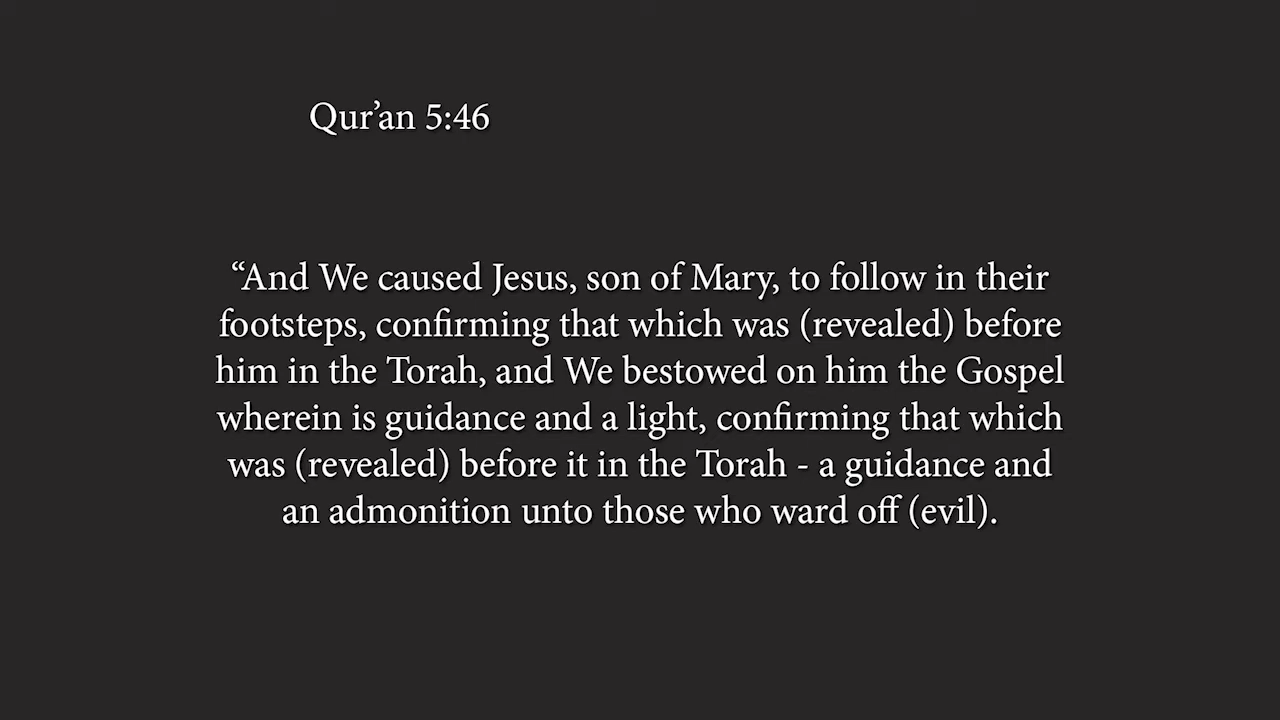 Qur’an 5:46
“And We caused Jesus, son of Mary, to follow in their
footsteps, confirming that which was (revealed) before
him in the Torah, and We bestowed on him the Gospel
wherein is guidance and a light, confirming that which
was (revealed) before it in the Torah - a guidance and
an admonition unto those who ward off (evil).